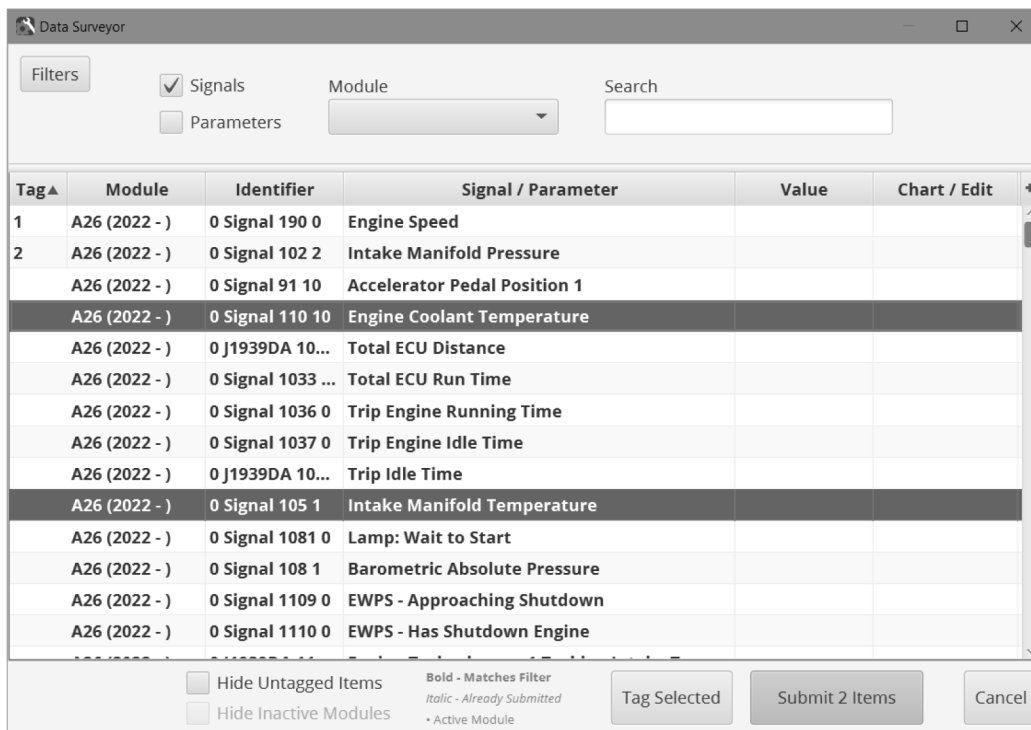 Data Surveyor
Filters
Signals
Parameters
Module
Search
Tag Module Identifier Signal / Parameter Value Chart / Edit
1 A26 (2022 - ) 0 Signal 190 0 Engine Speed
2 A26 (2022 - ) 0 Signal 102 2 Intake Manifold Pressure
A26 (2022 - ) 0 Signal 91 10 Accelerator Pedal Position 1
A26 (2022 - ) 0 Signal 110 10 Engine Coolant Temperature
A26 (2022 - ) 0 J1939DA 10... Total ECU Distance
A26 (2022 - ) 0 Signal 1033 ... Total ECU Run Time
A26 (2022 - ) 0 Signal 1036 0 Trip Engine Running Time
A26 (2022 - ) 0 Signal 1037 0 Trip Engine Idle Time
A26 (2022 - ) 0 J1939DA 10... Trip Idle Time
A26 (2022 - ) 0 Signal 105 1 Intake Manifold Temperature
A26 (2022 - ) 0 Signal 1081 0 Lamp: Wait to Start
A26 (2022 - ) 0 Signal 108 1 Barometric Absolute Pressure
A26 (2022 - ) 0 Signal 1109 0 EWPS - Approaching Shutdown
A26 (2022 - ) 0 Signal 1110 0 EWPS - Has Shutdown Engine
Hide Untagged Items
Hide Inactive Modules
Bold - Matches Filter
Italic - Already Submitted
• Active Module
Tag Selected
Submit 2 Items
Cancel